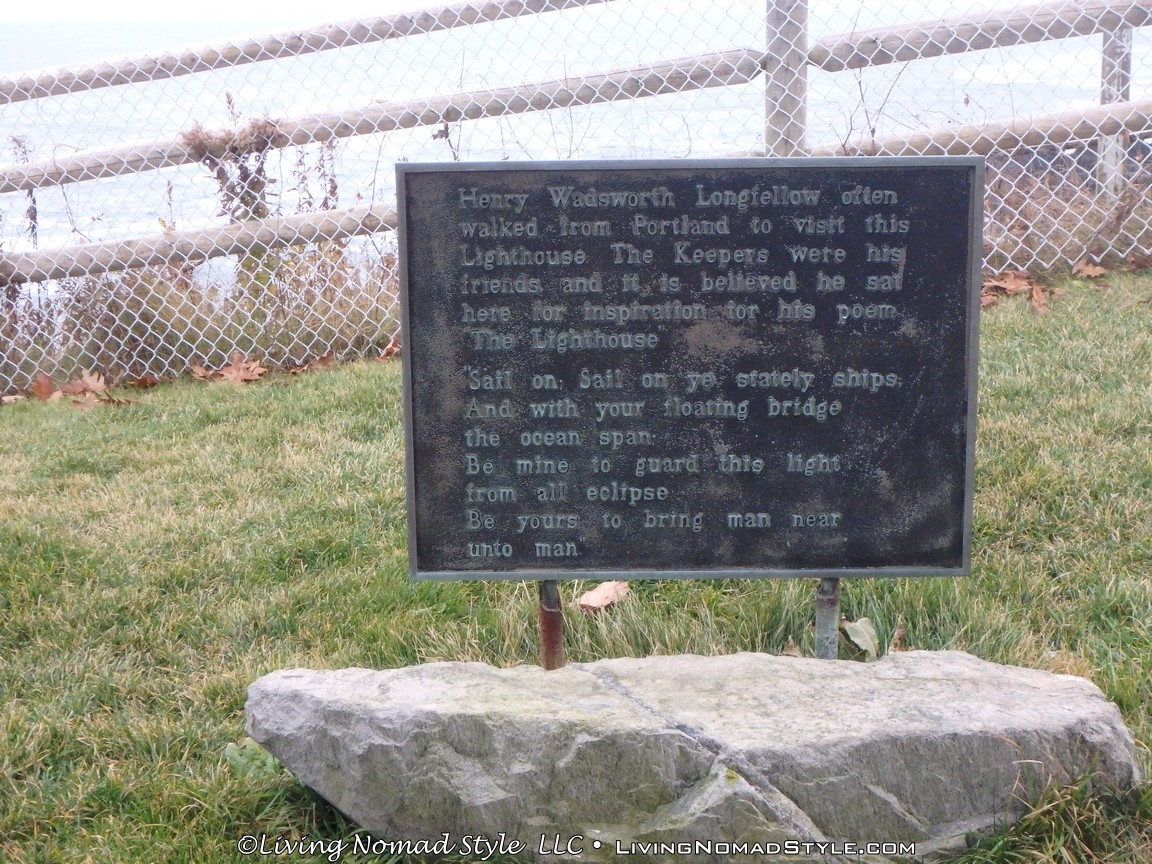 Henry Wadsworth Longfellow often
walked from Portland to visit this
Lighthouse. The Keepers were his
friends and it is believed he sat
here for inspiration for his poem
The Lighthouse
"Sail on, Sail on ye stately ships,
And with your floating bridge
the ocean span.
Be mine to guard this light
from all eclipse
Be yours to bring man near
unto man.
©Living Nomad Style LLC • LivingNomadStyle.com